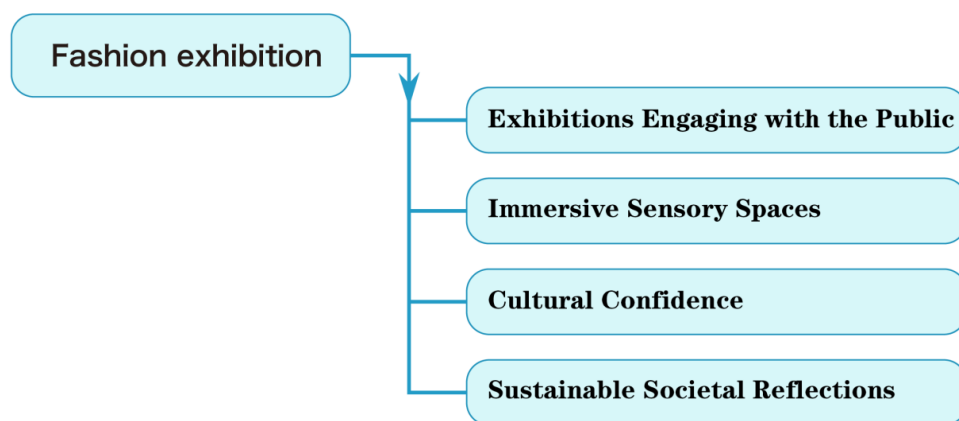 Fashion exhibition
Exhibitions Engaging with the Public
Immersive Sensory Spaces
Cultural Confidence
Sustainable Societal Reflections